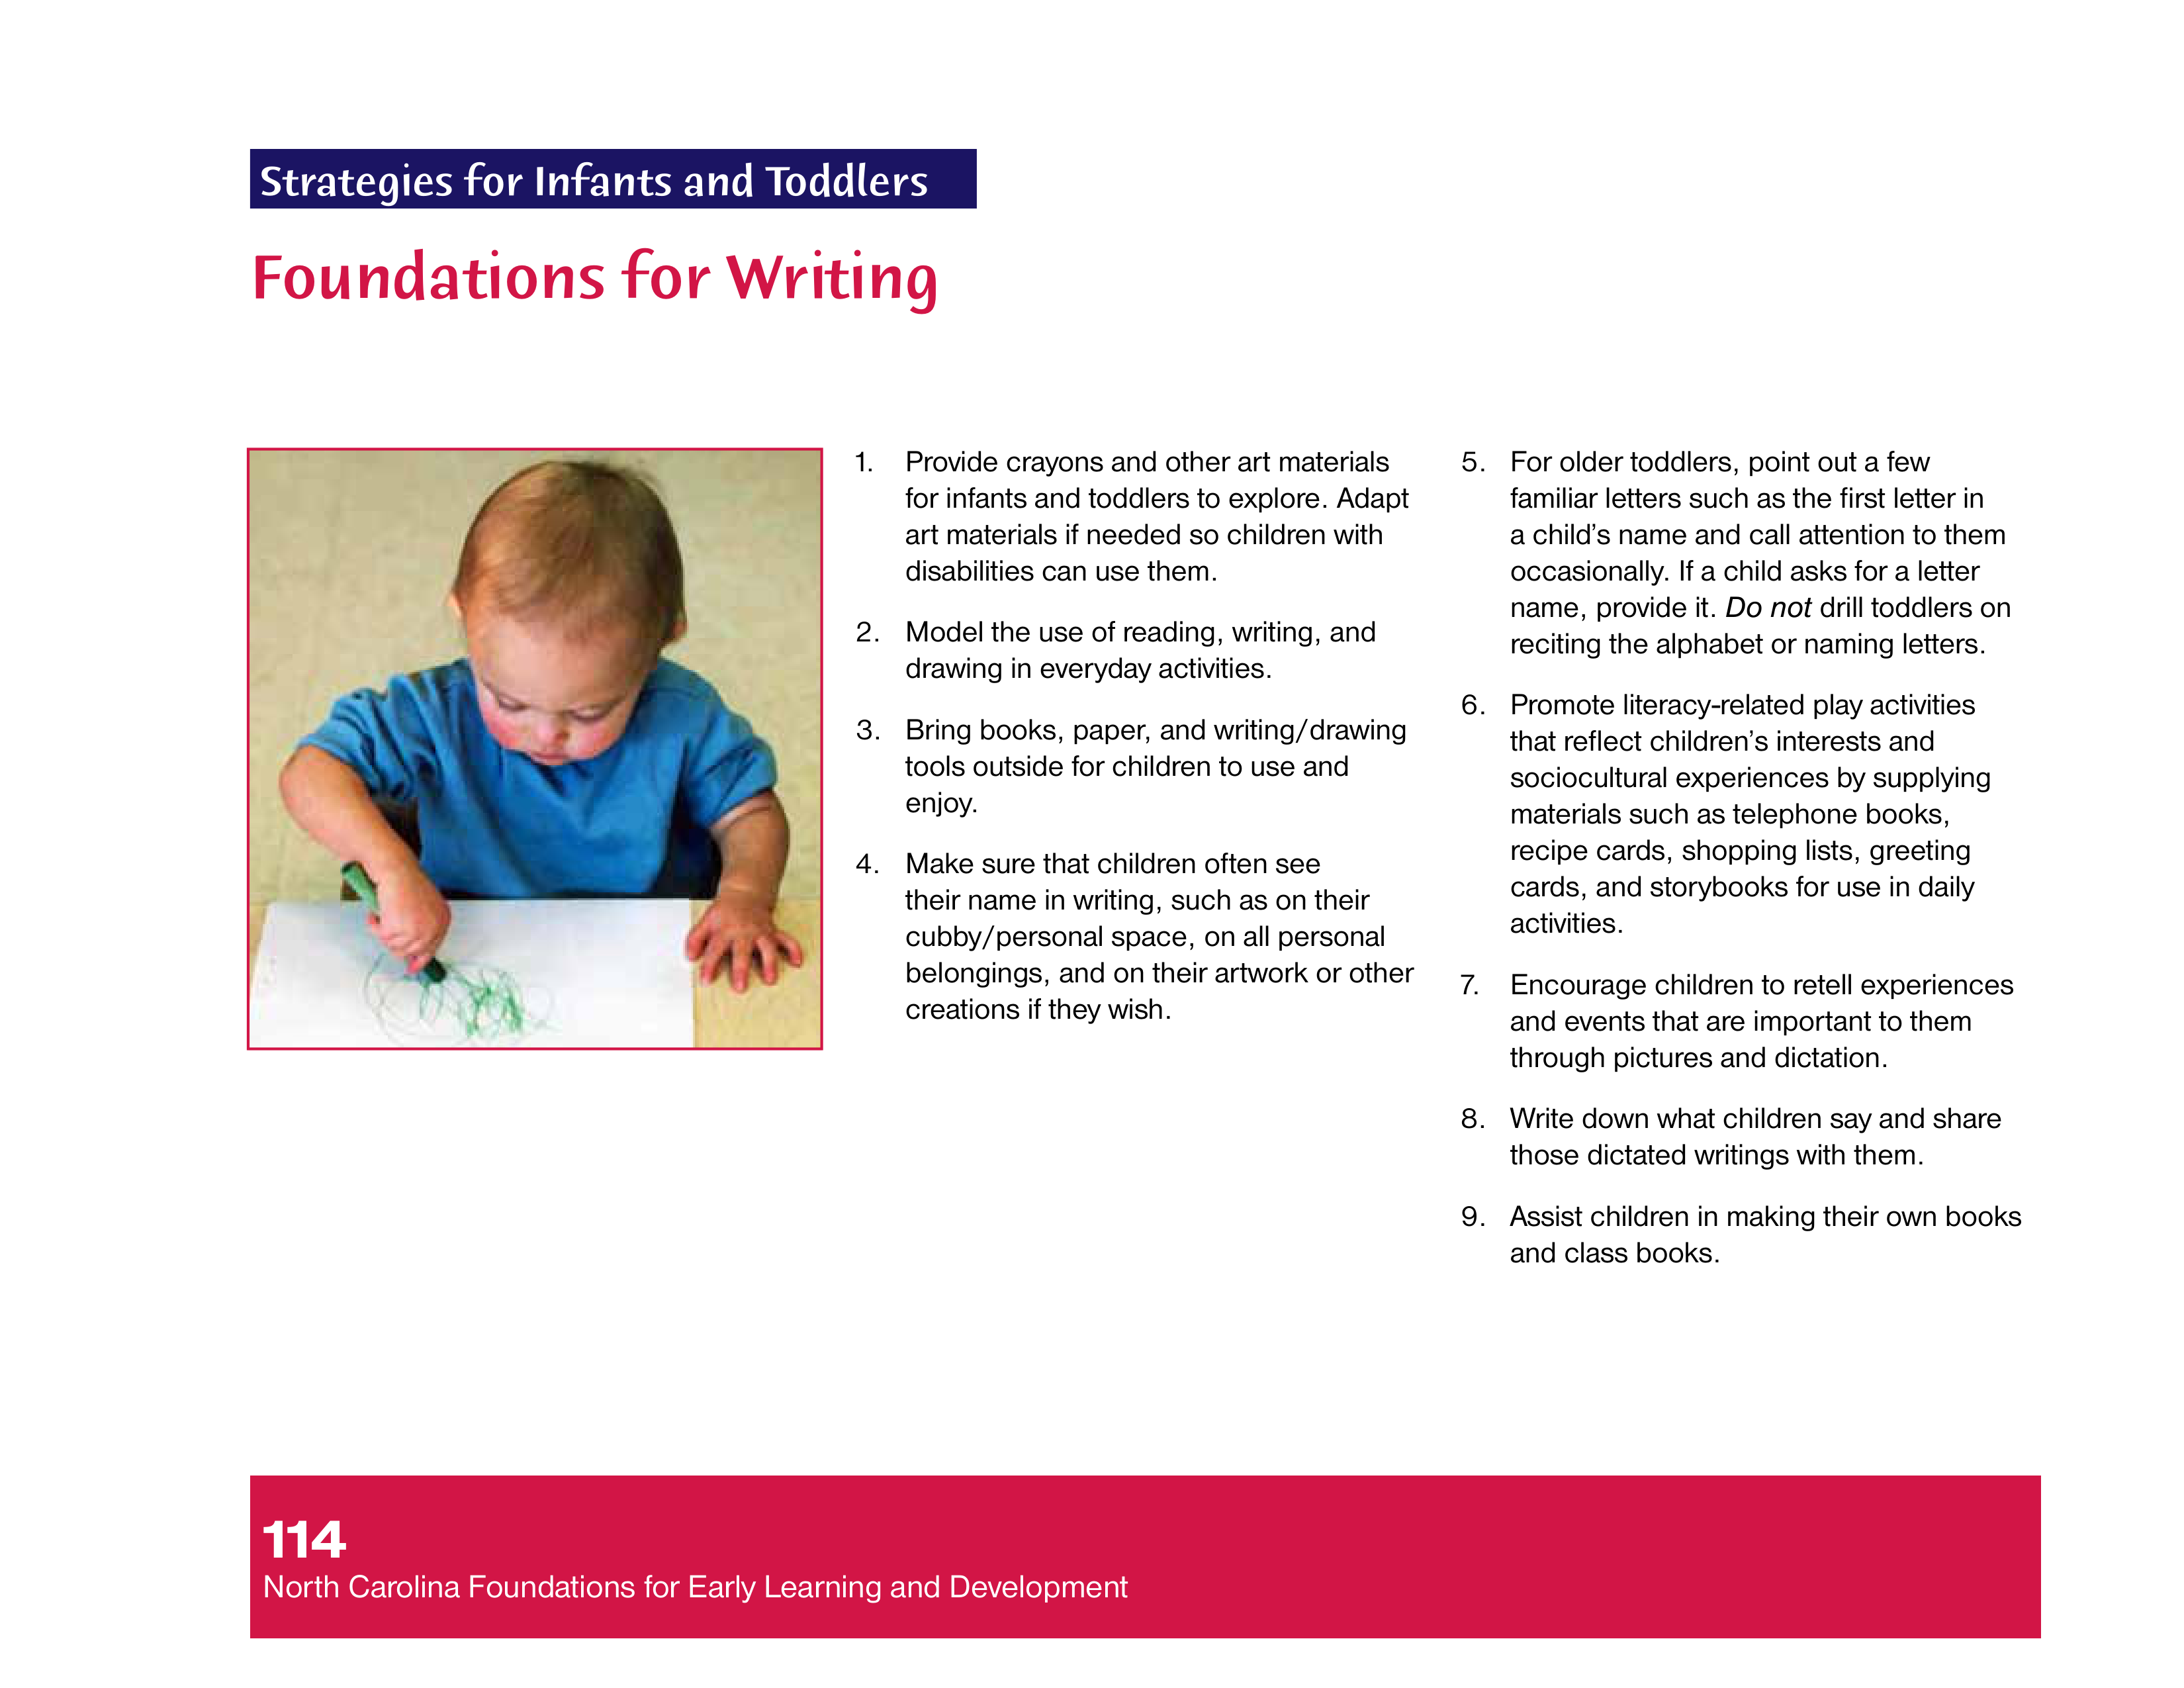 Strategies for Infants and Toddlers
Foundations for Writing
1. Provide crayons and other art materials
for infants and toddlers to explore. Adapt
art materials if needed so children with
disabilities can use them.
2. Model the use of reading, writing, and
drawing in everyday activities.
3. Bring books, paper, and writing/drawing
tools outside for children to use and
enjoy.
4. Make sure that children often see
their name in writing, such as on their
cubby/personal space, on all personal
belongings, and on their artwork or other
creations if they wish.
5. For older toddlers, point out a few
familiar letters such as the first letter in
a child’s name and call attention to them
occasionally. If a child asks for a letter
name, provide it. Do not drill toddlers on
reciting the alphabet or naming letters.
6. Promote literacy-related play activities
that reflect children’s interests and
sociocultural experiences by supplying
materials such as telephone books,
recipe cards, shopping lists, greeting
cards, and storybooks for use in daily
activities.
7. Encourage children to retell experiences
and events that are important to them
through pictures and dictation.
8. Write down what children say and share
those dictated writings with them.
9. Assist children in making their own books
and class books.
114
North Carolina Foundations for Early Learning and Development